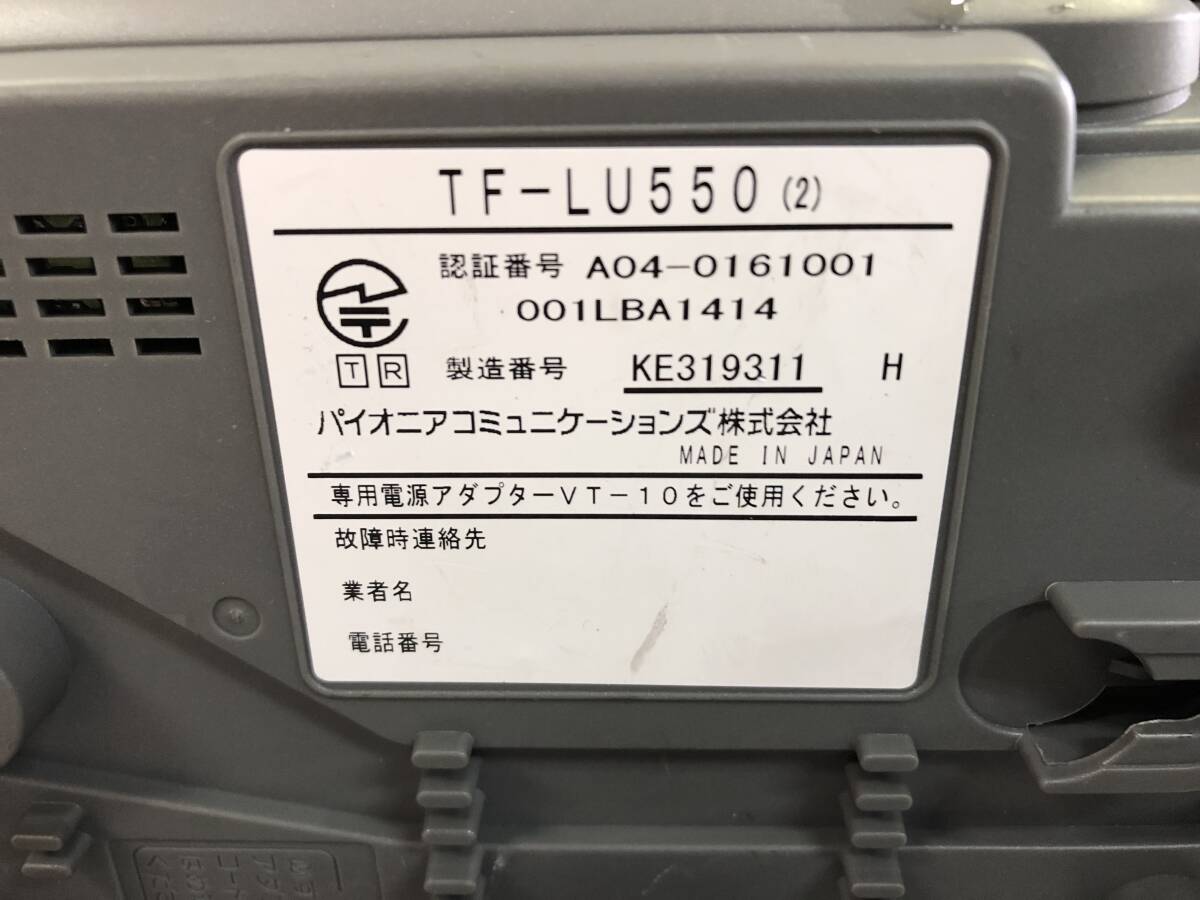 TF-LU550(2)
認証番号 A04-0161001
001LBA1414
T R 製造番号 KE319311 H
パイオニアコミュニケーションズ株式会社
MADE IN JAPAN
専用電源アダプターVT-10をご使用ください。
故障時連絡先
業者名
電話番号